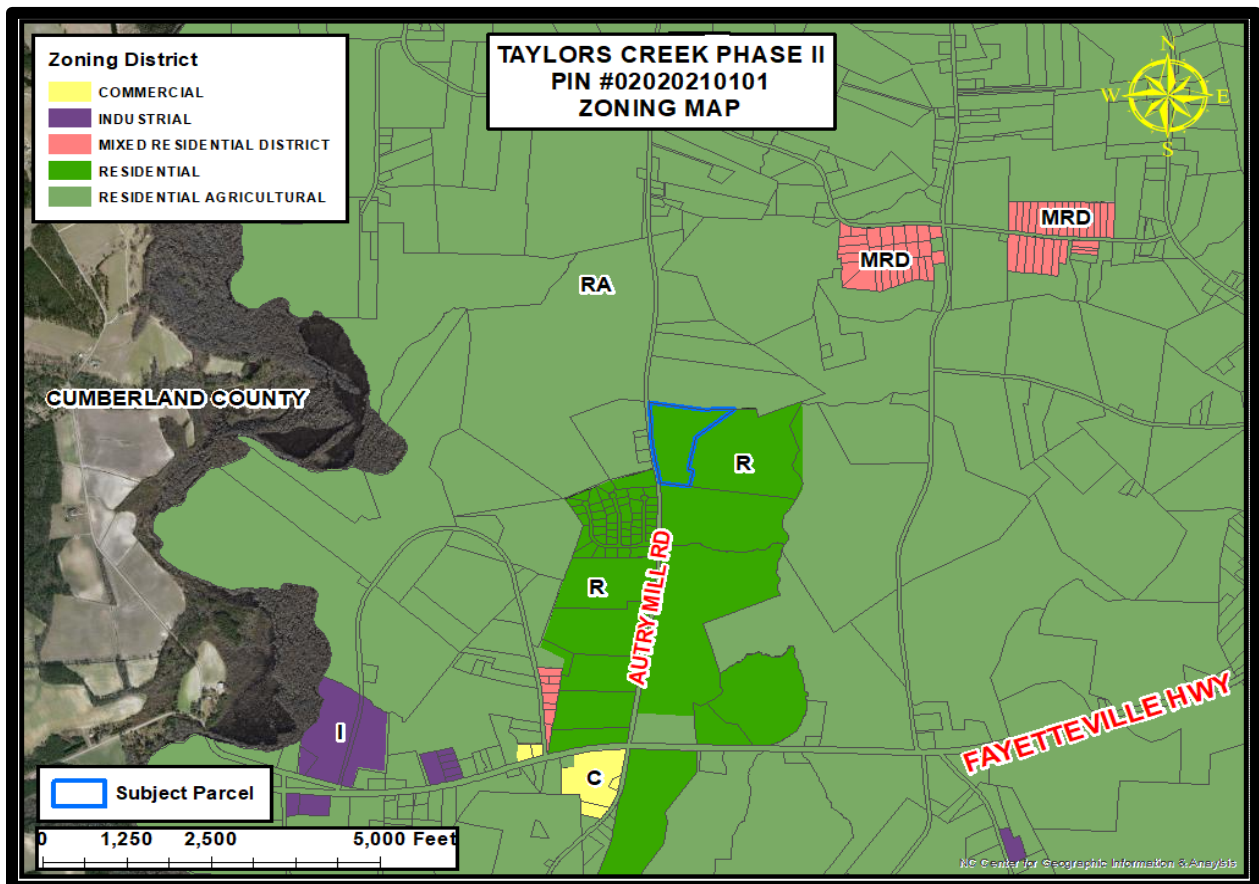 Zoning District
COMMERCIAL
INDUSTRIAL
MIXED RESIDENTIAL DISTRICT
RESIDENTIAL
RESIDENTIAL AGRICULTURAL
TAYLORS CREEK PHASE II
PIN #02020210101
ZONING MAP
N
W E
S
MRD
MRD
RA
CUMBERLAND COUNTY
R
R
AUTRY MILL RD
I
C
FAYETTEVILLE HWY
Subject Parcel
0 1,250 2,500 5,000 Feet
NC Center for Geographic Information & Anaylsis